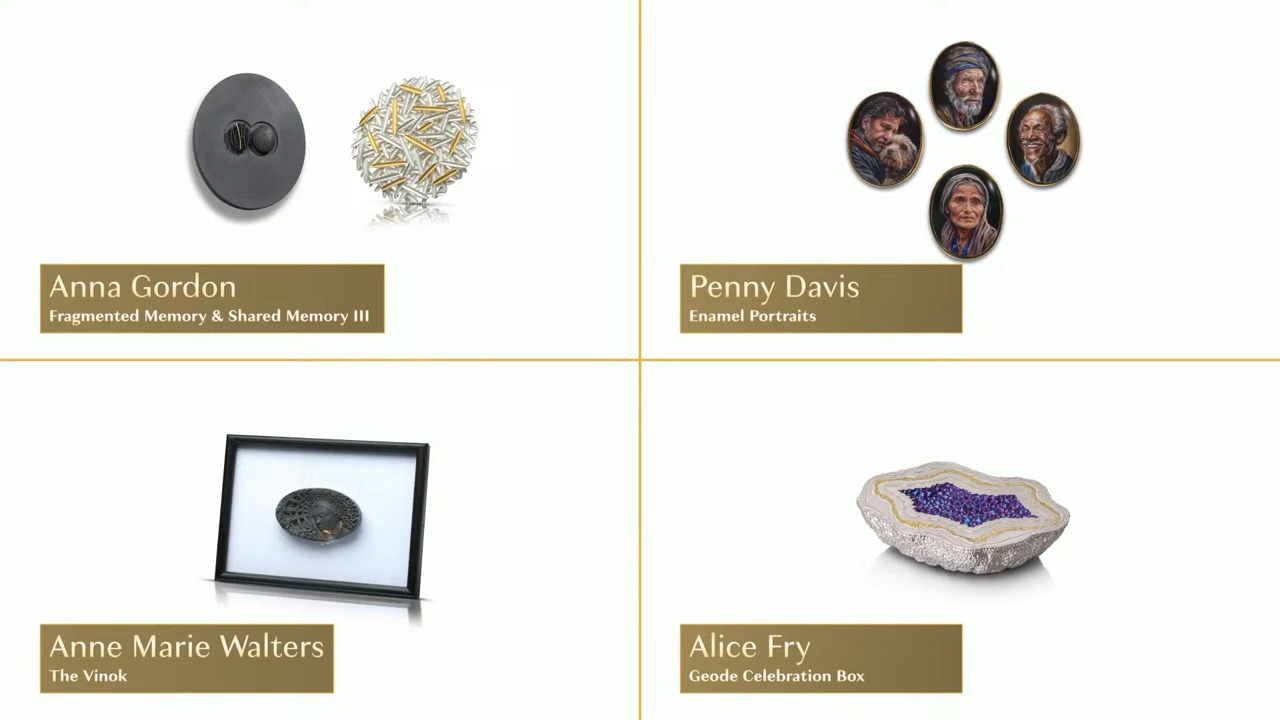 Anna Gordon
Fragmented Memory & Shared Memory III
Penny Davis
Enamel Portraits
Anne Marie Walters
The Vinok
Alice Fry
Geode Celebration Box